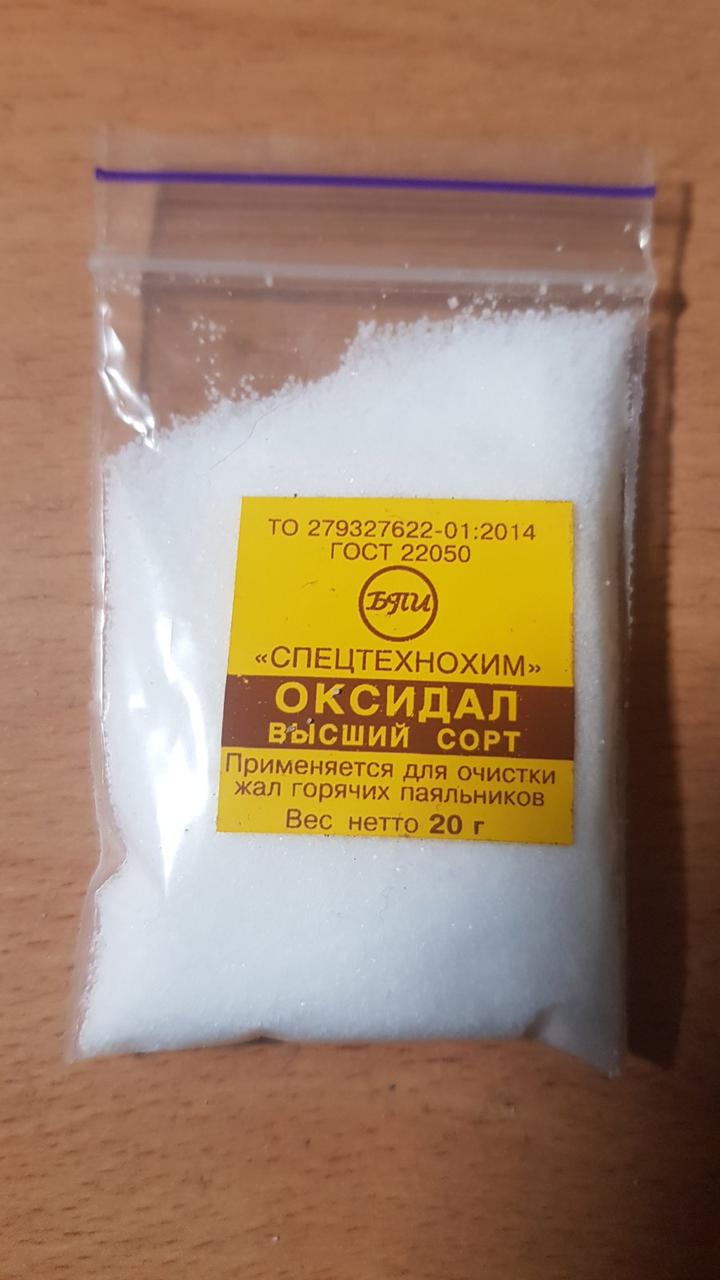 ТО 279327622-01:2014
ГОСТ 22050
БПИ
«СПЕЦТЕХНОХИМ»
ОКСИДАЛ
ВЫСШИЙ СОРТ
Применяется для очистки
жал горячих паяльников
Вес нетто 20 г